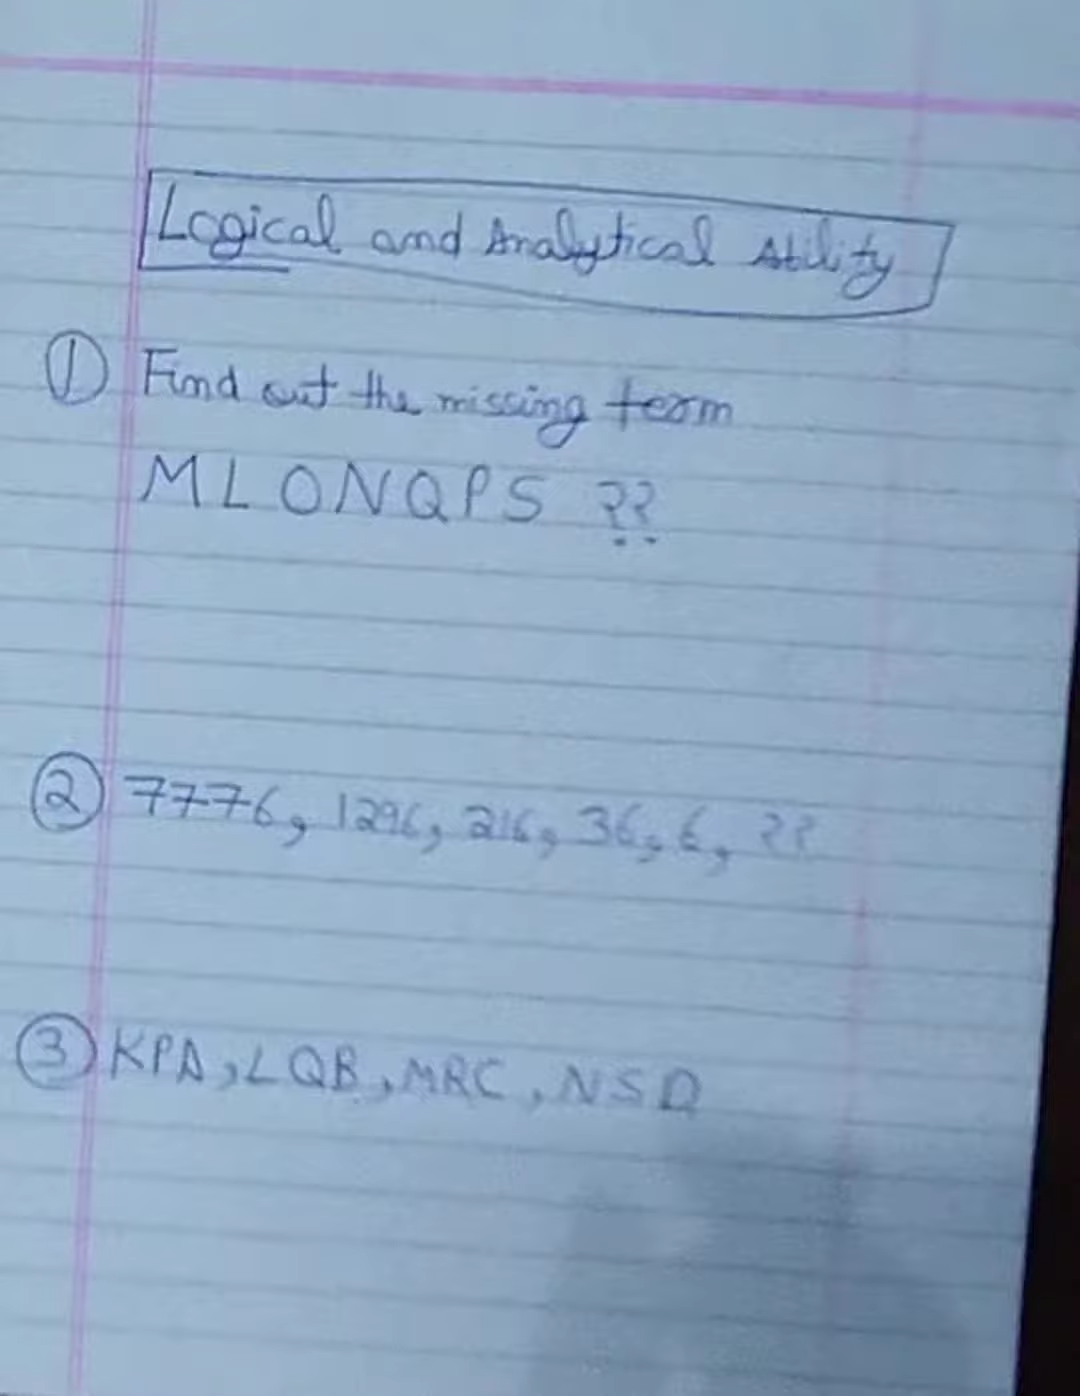 Logical and Analytical Ability
① Find out the missing term
MLONQPS ??
② 7776, 1296, 216, 36, 6, ??
③ KPA, LQB, MRC, NSD